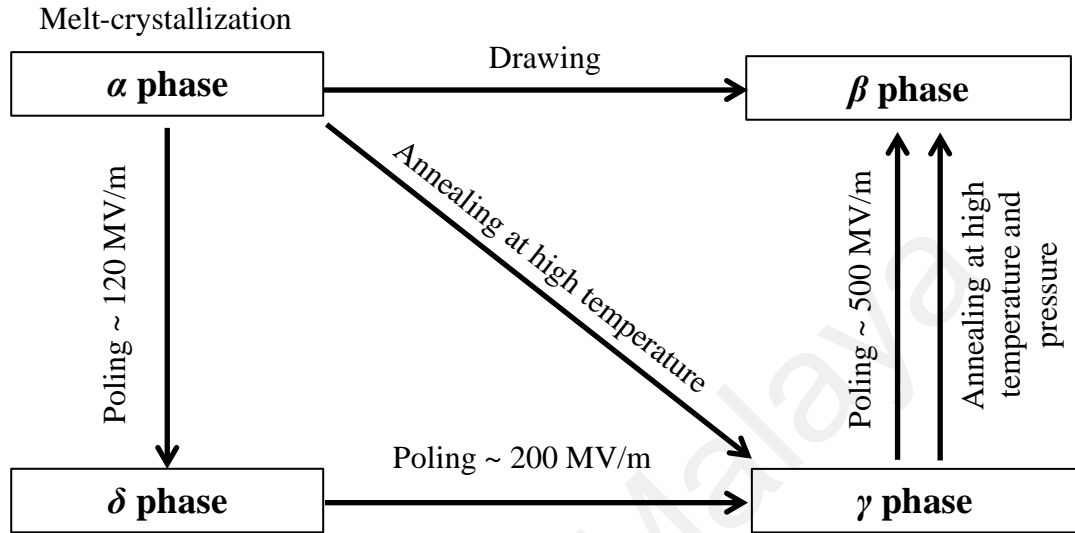 Melt-crystallization
α phase
Drawing
β phase
Poling ~ 120 MV/m
Annealing at high temperature
Poling ~ 500 MV/m
Annealing at high
temperature and
pressure
Poling ~ 200 MV/m
δ phase
γ phase
Malaya